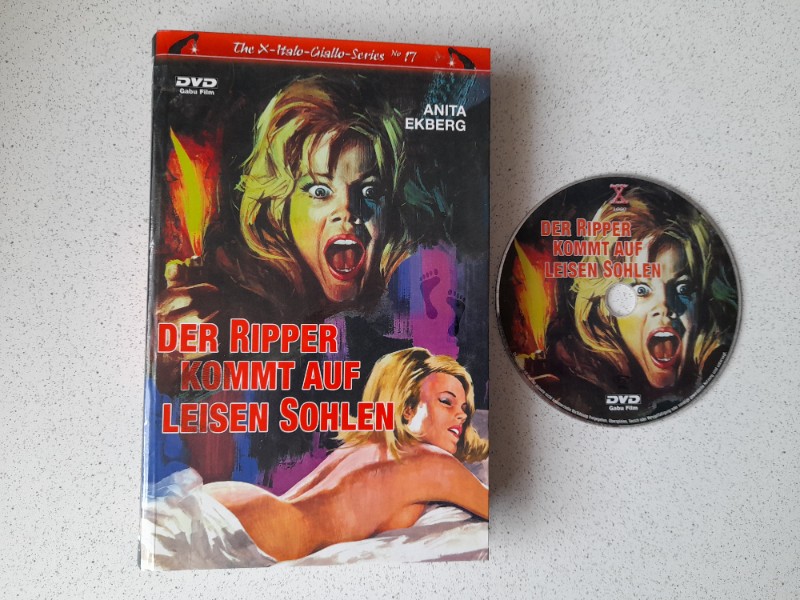 The X-Italo-Giallo-Series No 17
DVD
Gabu Film
ANITA
EKBERG
DER RIPPER
KOMMT AUF
LEISEN SOHLEN
X
DER RIPPER
KOMMT AUF
LEISEN SOHLEN
DVD
Gabu Film